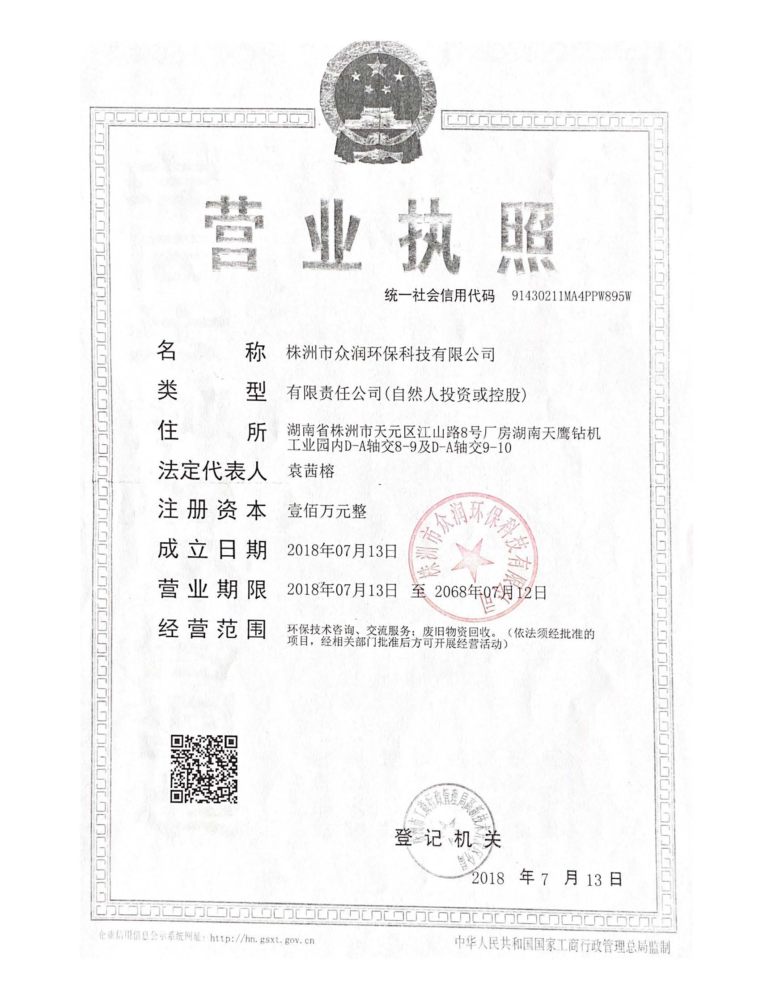 营业执照
统一社会信用代码 91430211MA4PPW895W
名称 株洲市众润环保科技有限公司
类型 有限责任公司(自然人投资或控股)
住所 湖南省株洲市天元区江山路8号厂房湖南天鹰钻机
工业园内D-A轴交8-9及D-A轴交9-10
法定代表人 袁茜榕
注册资本 壹佰万元整
成立日期 2018年07月13日
营业期限 2018年07月13日 至 2068年07月12日
经营范围 环保技术咨询、交流服务；废旧物资回收。（依法须经批准的
项目，经相关部门批准后方可开展经营活动）
株洲市众润环保科技有限公司
株洲市工商行政管理局高新技术开发区分局
登记机关
2018 年 7 月 13 日
企业信用信息公示系统网址：http://hn.gsxt.gov.cn
中华人民共和国国家工商行政管理总局监制